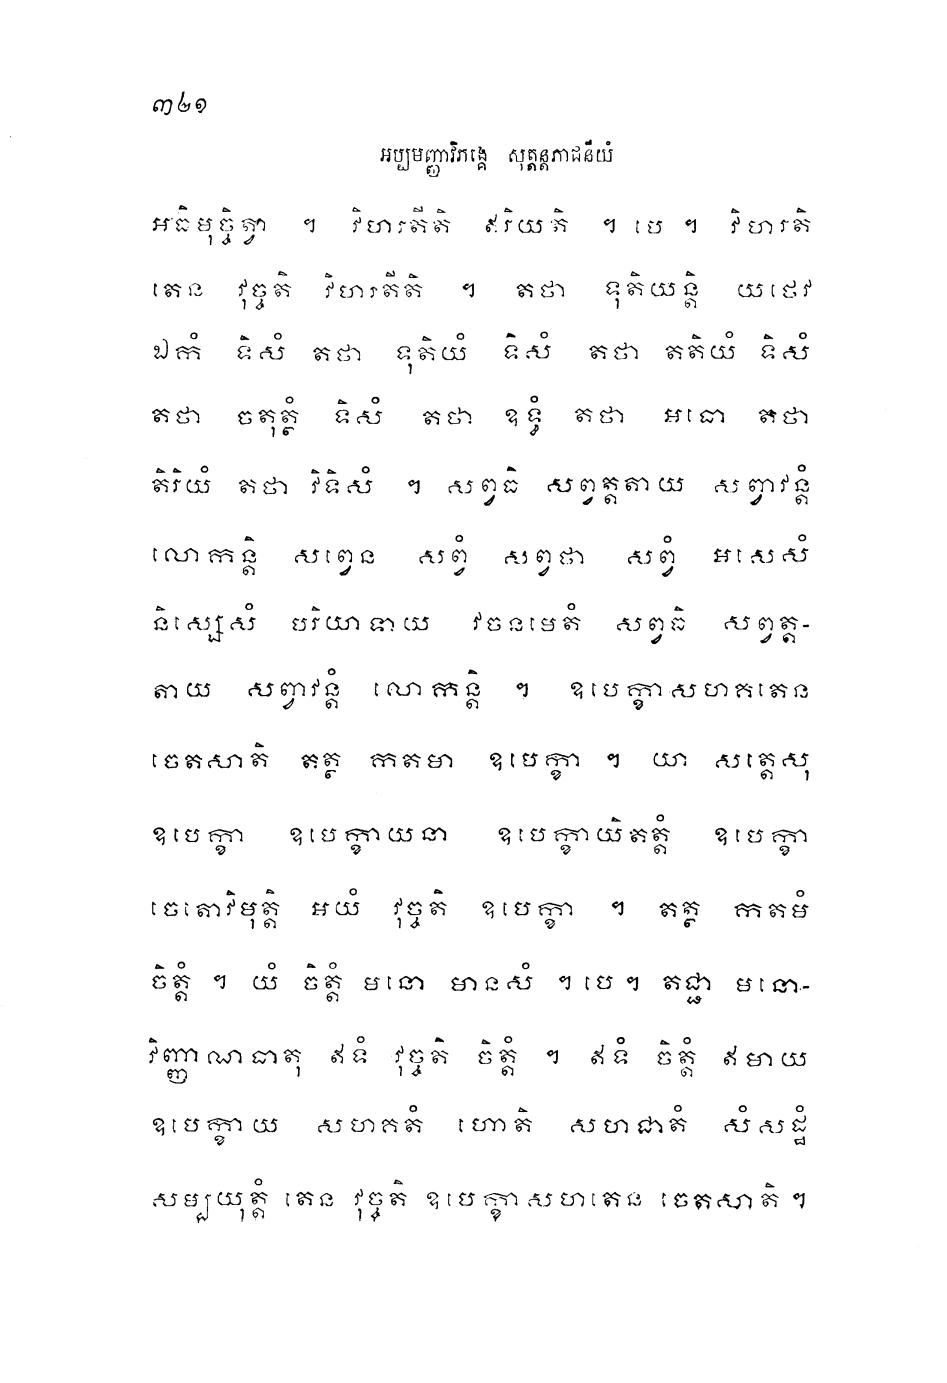 ៣២១
អប្បមញ្ញាវិភង្គេ សុត្តន្តភាជនីយំ
អធិមុច្ចិត្វា ។ វិហរតីតិ ឥរិយតិ ។ បេ ។ វិហរតិ
តេន វុច្ចតិ វិហរតីតិ ។ តថា ទុតិយន្តិ យថេវ
ឯកំ ទិសំ តថា ទុតិយំ ទិសំ តថា តតិយំ ទិសំ
តថា ចតុត្ថំ ទិសំ តថា ឧទ្ធំ តថា អធោ តថា
តិរិយំ តថា វិទិសំ ។ សព្វធិ សព្វត្តតាយ សព្វាវន្តំ
លោកន្តិ សព្វេន សព្វំ សព្វថា សព្វំ អសេសំ
និស្សេសំ បរិយាទាយ វចនមេតំ សព្វធិ សព្វត្ត-
តាយ សព្វាវន្តំ លោកន្តិ ។ ឧបេក្ខាសហគតេន
ចេតសាតិ តត្ថ កតមា ឧបេក្ខា ។ យា សត្តេសុ
ឧបេក្ខា ឧបេក្ខាយនា ឧបេក្ខាយិតត្តំ ឧបេក្ខា
ចេតោវិមុត្តិ អយំ វុច្ចតិ ឧបេក្ខា ។ តត្ថ កតមំ
ចិត្តំ ។ យំ ចិត្តំ មនោ មានសំ ។ បេ ។ តជ្ជា មនោ-
វិញ្ញាណធាតុ ឥទំ វុច្ចតិ ចិត្តំ ។ ឥទំ ចិត្តំ ឥមាយ
ឧបេក្ខាយ សហគតំ ហោតិ សហជាតំ សំសដ្ឋំ
សម្បយុត្តំ តេន វុច្ចតិ ឧបេក្ខាសហតេន ចេតសាតិ ។